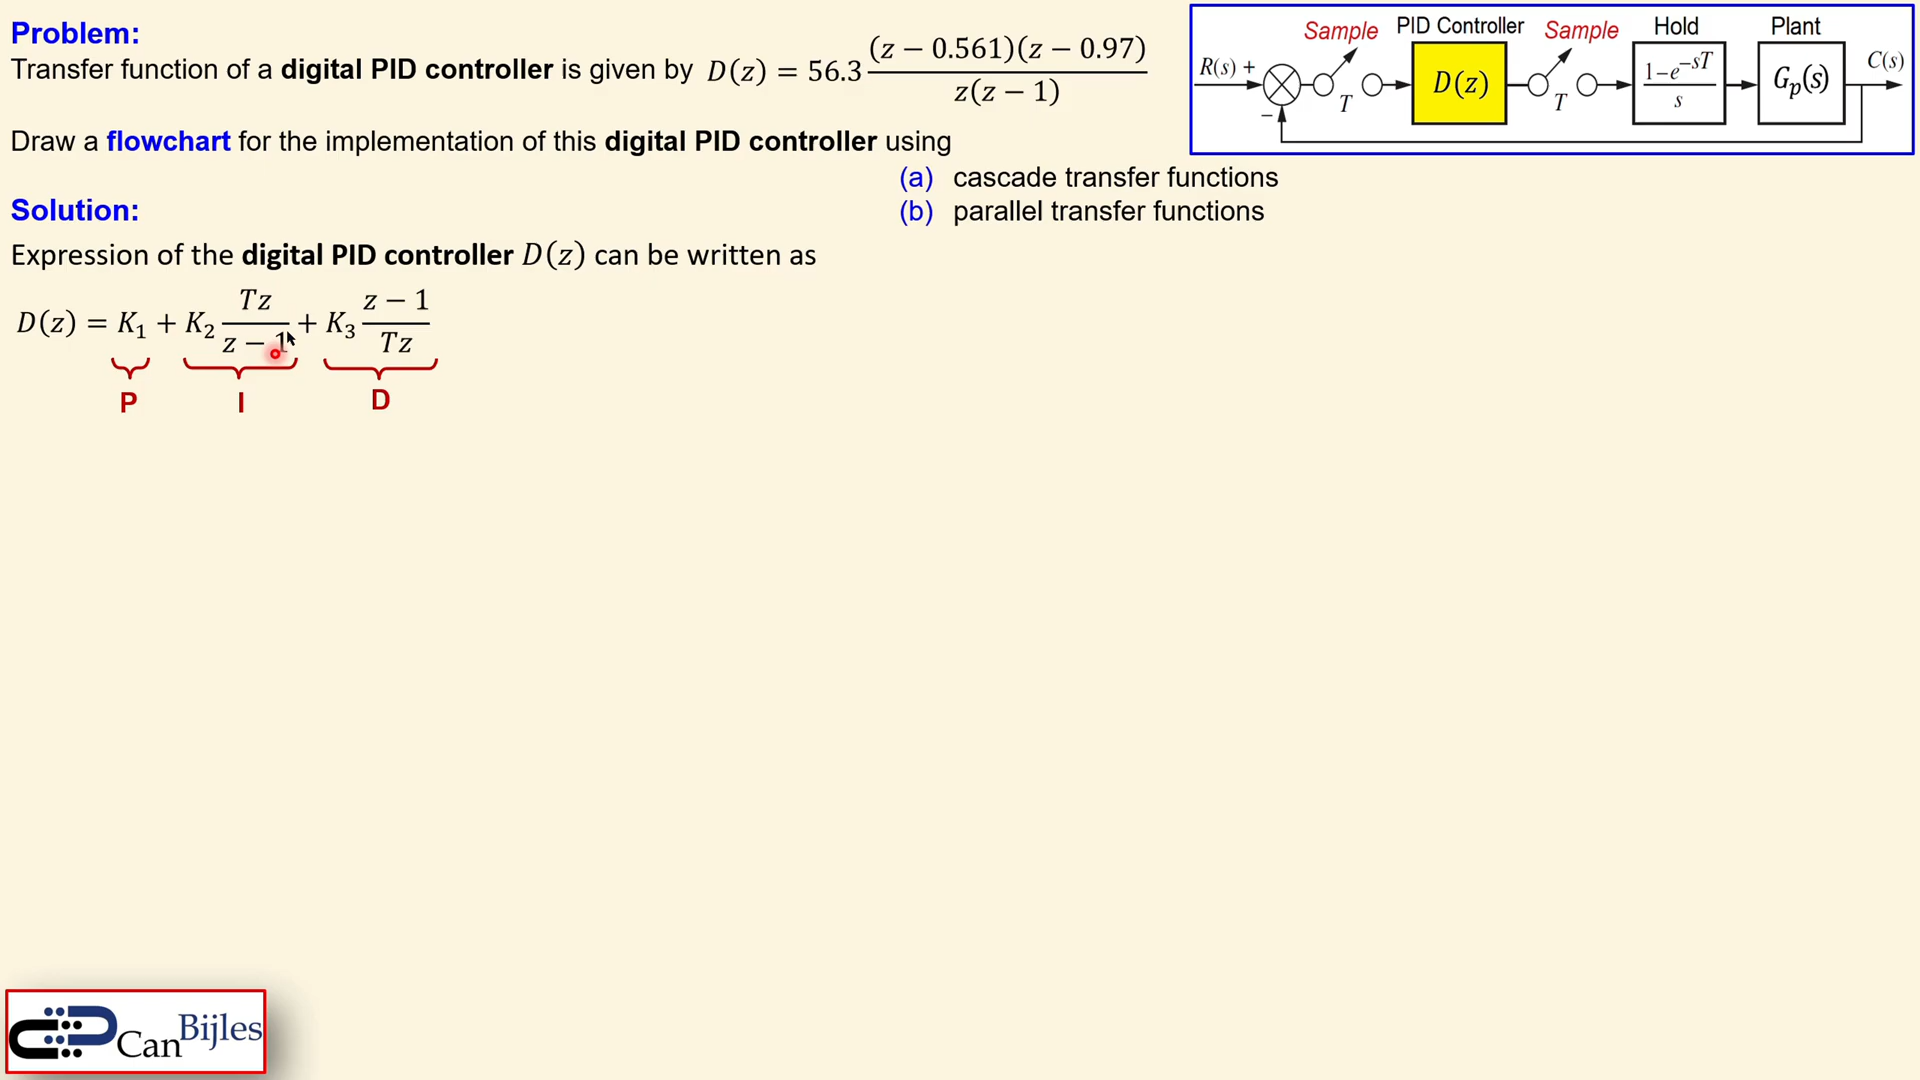 Problem:
Transfer function of a digital PID controller is given by D(z) = 56.3 (z − 0.561)(z − 0.97) / z(z − 1)
Draw a flowchart for the implementation of this digital PID controller using
(a) cascade transfer functions
(b) parallel transfer functions
Sample PID Controller Sample Hold Plant
R(s) + − T D(z) T 1−e^−sT / s G_p(s) C(s)
Solution:
Expression of the digital PID controller D(z) can be written as
D(z) = K₁ + K₂ Tz / z − 1 + K₃ z − 1 / Tz
P I D
Can Bijles